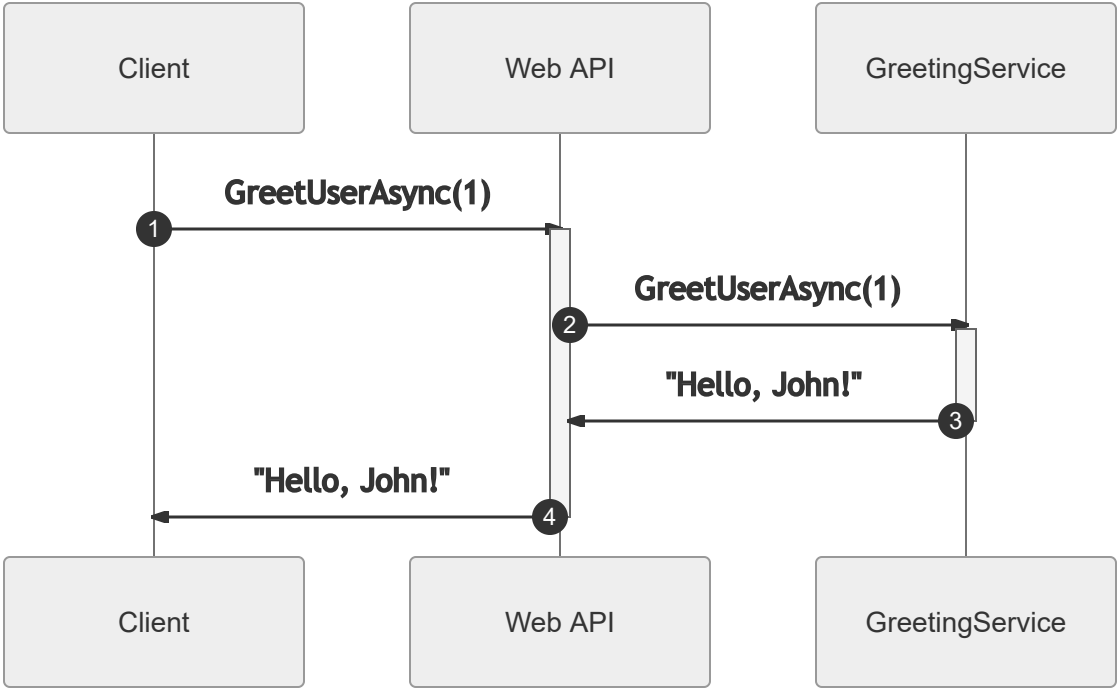 Client
Web API
GreetingService
GreetUserAsync(1)
1
GreetUserAsync(1)
2
"Hello, John!"
3
"Hello, John!"
4
Client
Web API
GreetingService